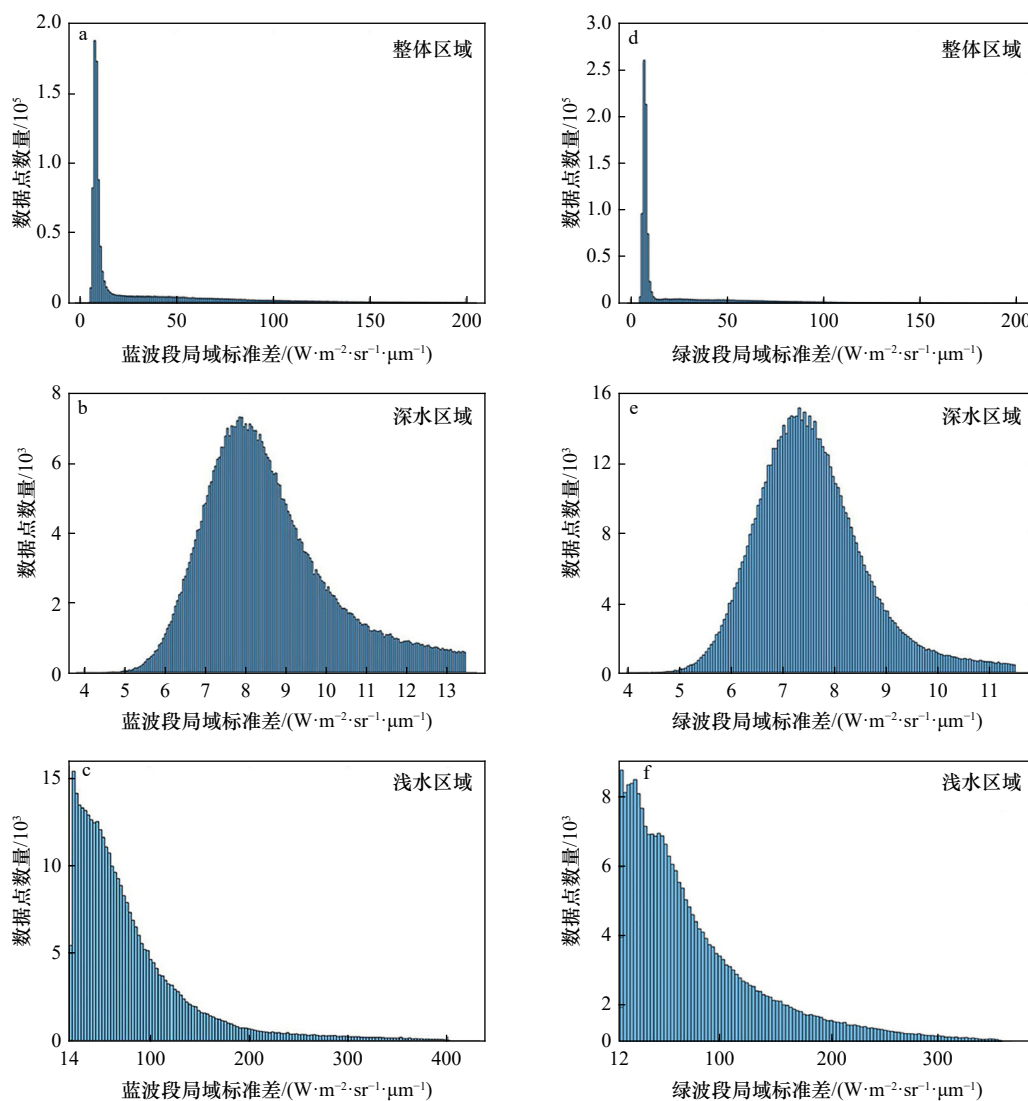 a
整体区域
2.0
1.5
1.0
0.5
0
数据点数量/10⁵
0 50 100 150 200
蓝波段局域标准差/(W·m⁻²·sr⁻¹·μm⁻¹)
d
整体区域
3.0
2.5
2.0
1.5
1.0
0.5
0
数据点数量/10⁵
0 50 100 150 200
绿波段局域标准差/(W·m⁻²·sr⁻¹·μm⁻¹)
b
深水区域
8
6
4
2
0
数据点数量/10³
4 5 6 7 8 9 10 11 12 13
蓝波段局域标准差/(W·m⁻²·sr⁻¹·μm⁻¹)
e
深水区域
16
12
8
4
0
数据点数量/10³
4 5 6 7 8 9 10 11
绿波段局域标准差/(W·m⁻²·sr⁻¹·μm⁻¹)
c
浅水区域
15
10
5
0
数据点数量/10³
14 100 200 300 400
蓝波段局域标准差/(W·m⁻²·sr⁻¹·μm⁻¹)
f
浅水区域
8
6
4
2
0
数据点数量/10³
12 100 200 300
绿波段局域标准差/(W·m⁻²·sr⁻¹·μm⁻¹)